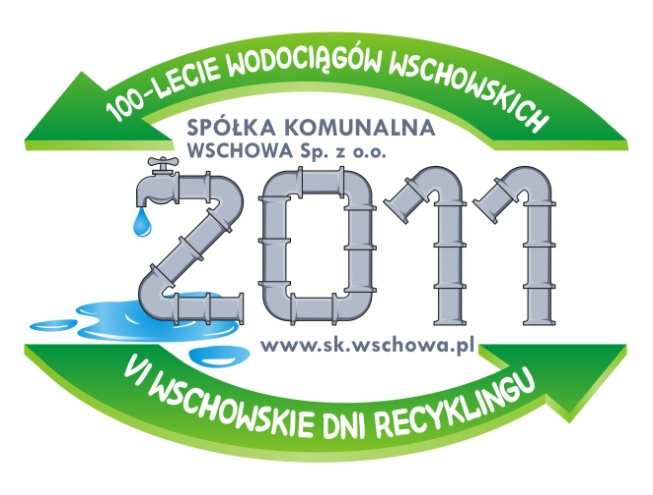 100-LECIE WODOCIĄGÓW WSCHOWSKICH
SPÓŁKA KOMUNALNA
WSCHOWA Sp. z o.o.
2011
www.sk.wschowa.pl
VI WSCHOWSKIE DNI RECYKLINGU